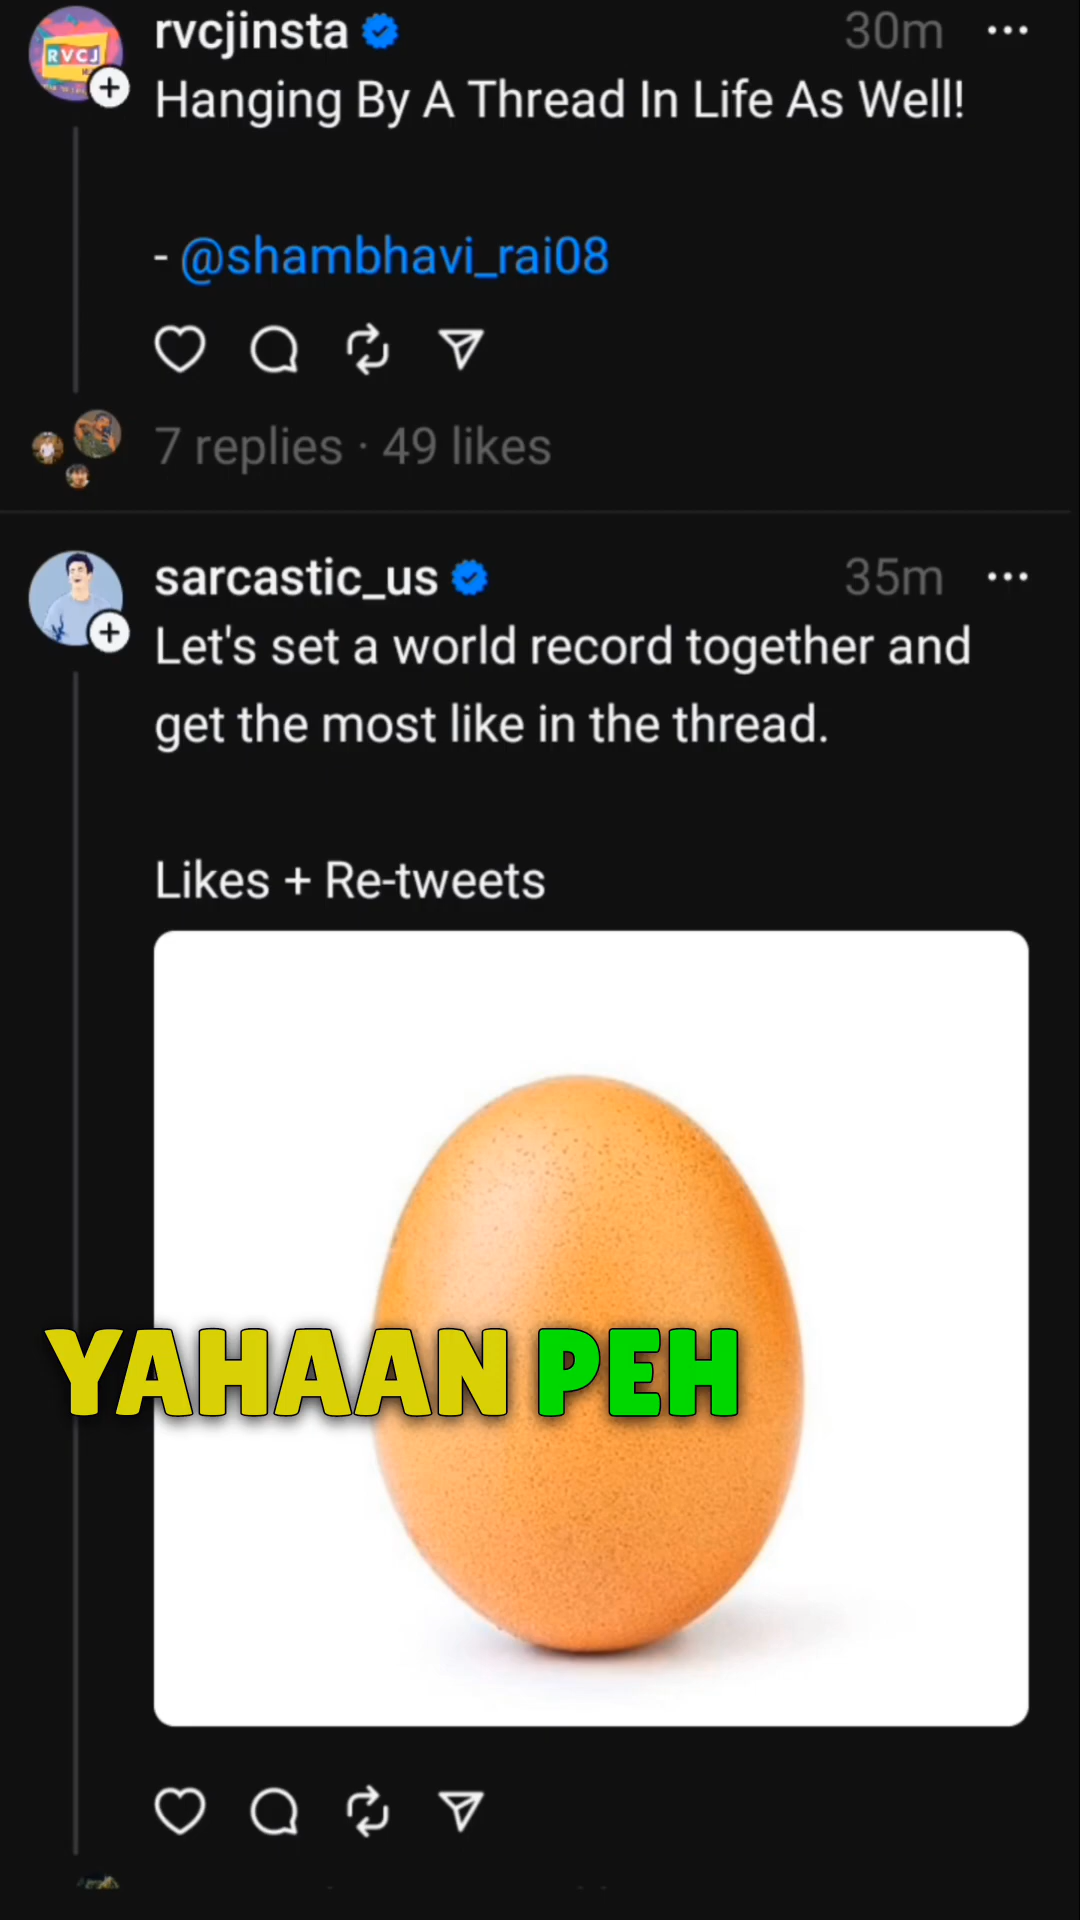 rvcjinsta 30m
RVCJ
Hanging By A Thread In Life As Well!
- @shambhavi_rai08
7 replies · 49 likes
sarcastic_us 35m
Let's set a world record together and
get the most like in the thread.
Likes + Re-tweets
YAHAAN PEH